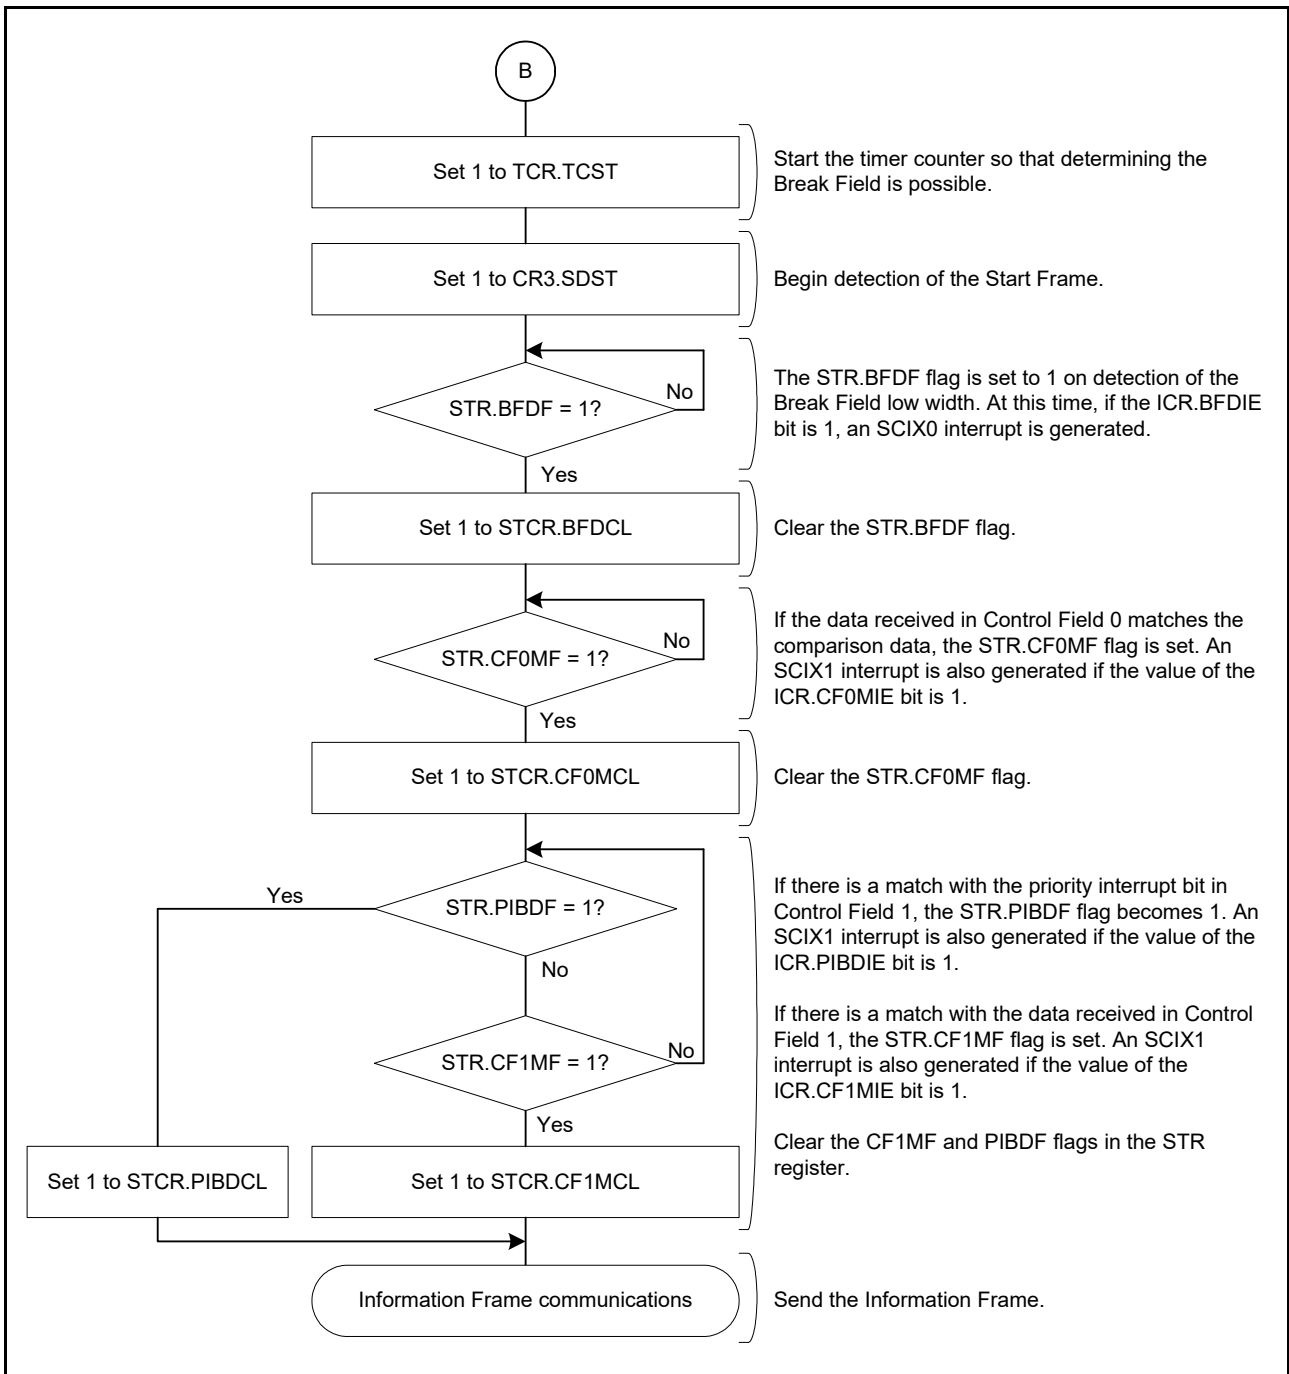 B
Set 1 to TCR.TCST
Start the timer counter so that determining the
Break Field is possible.
Set 1 to CR3.SDST
Begin detection of the Start Frame.
No
STR.BFDF = 1?
The STR.BFDF flag is set to 1 on detection of the
Break Field low width. At this time, if the ICR.BFDIE
bit is 1, an SCIX0 interrupt is generated.
Yes
Set 1 to STCR.BFDCL
Clear the STR.BFDF flag.
No
STR.CF0MF = 1?
If the data received in Control Field 0 matches the
comparison data, the STR.CF0MF flag is set. An
SCIX1 interrupt is also generated if the value of the
ICR.CF0MIE bit is 1.
Yes
Set 1 to STCR.CF0MCL
Clear the STR.CF0MF flag.
Yes
STR.PIBDF = 1?
If there is a match with the priority interrupt bit in
Control Field 1, the STR.PIBDF flag becomes 1. An
SCIX1 interrupt is also generated if the value of the
ICR.PIBDIE bit is 1.
No
STR.CF1MF = 1?
No
If there is a match with the data received in Control
Field 1, the STR.CF1MF flag is set. An SCIX1
interrupt is also generated if the value of the
ICR.CF1MIE bit is 1.
Yes
Set 1 to STCR.PIBDCL
Set 1 to STCR.CF1MCL
Clear the CF1MF and PIBDF flags in the STR
register.
Information Frame communications
Send the Information Frame.